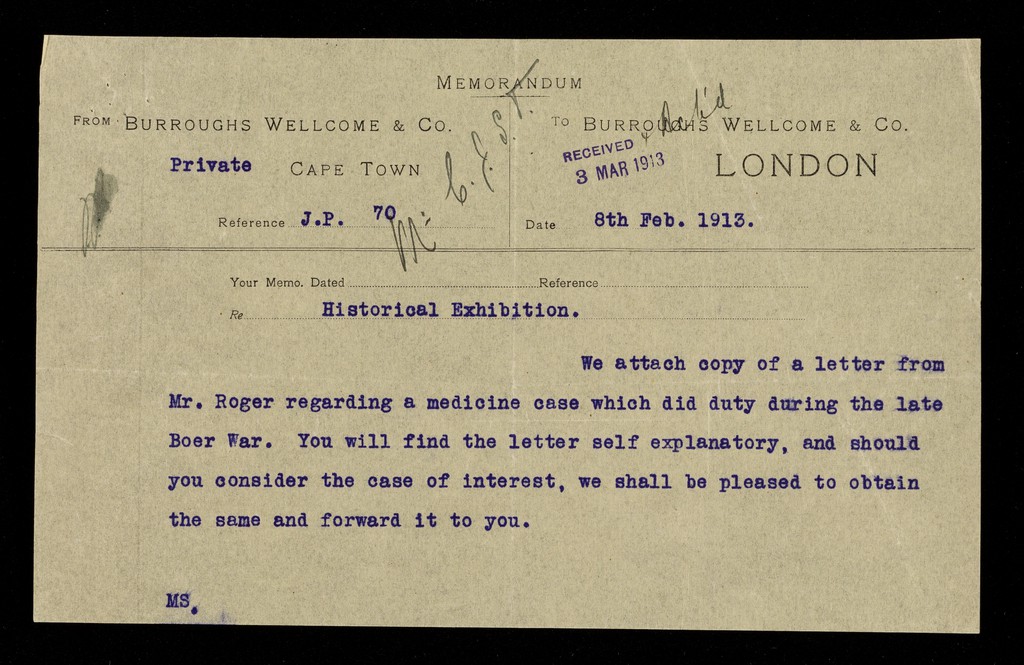 MEMORANDUM
FROM BURROUGHS WELLCOME & CO.
Private CAPE TOWN
Reference J.P. 70
TO BURROUGHS WELLCOME & CO.
LONDON
RECEIVED
3 MAR 1913
Date 8th Feb. 1913.
Your Memo. Dated Reference
Re Historical Exhibition.
We attach copy of a letter from
Mr. Roger regarding a medicine case which did duty during the late
Boer War. You will find the letter self explanatory, and should
you consider the case of interest, we shall be pleased to obtain
the same and forward it to you.
MS.